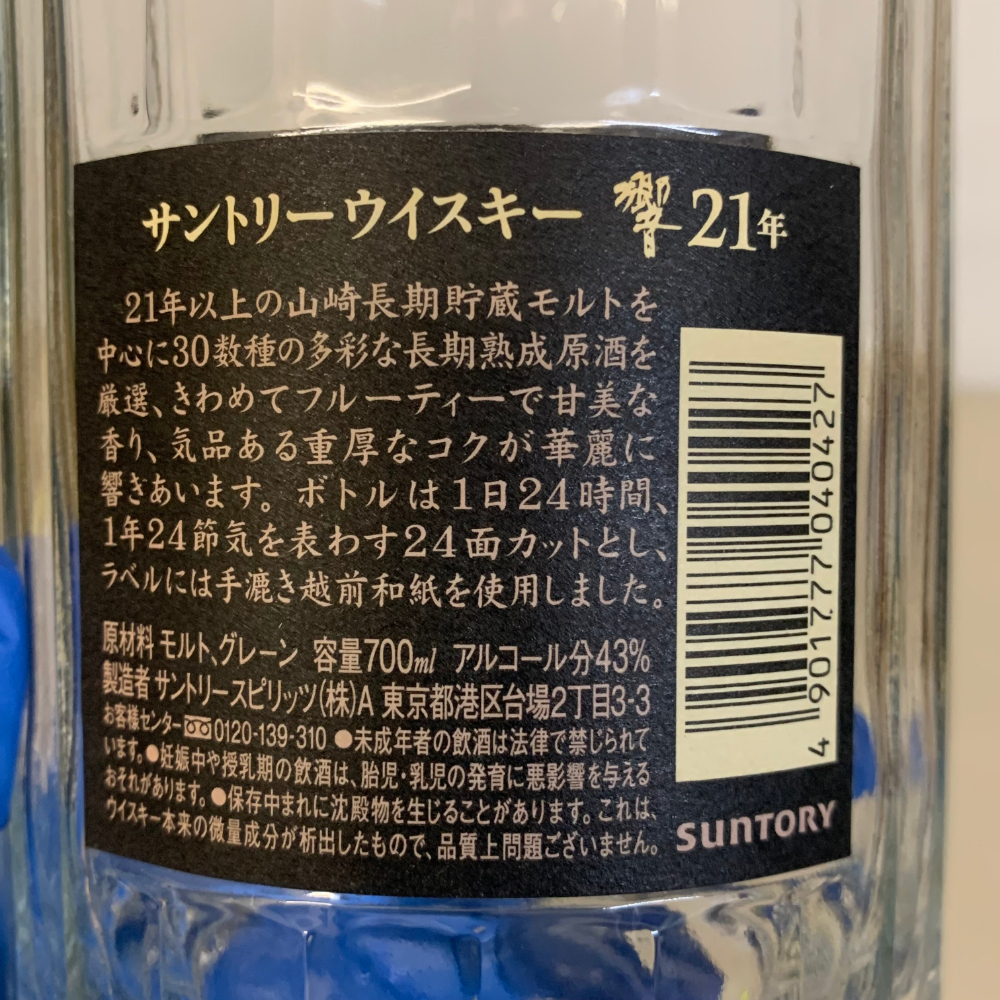 サントリーウイスキー 響 21年
21年以上の山崎長期貯蔵モルトを
中心に30数種の多彩な長期熟成原酒を
厳選、きわめてフルーティーで甘美な
香り、気品ある重厚なコクが華麗に
響きあいます。ボトルは1日24時間、
1年24節気を表わす24面カットとし、
ラベルには手漉き越前和紙を使用しました。
原材料 モルト、グレーン 容量700ml アルコール分43%
製造者 サントリースピリッツ(株)A 東京都港区台場2丁目3-3
お客様センター 0120-139-310 ●未成年者の飲酒は法律で禁じられて
います。●妊娠中や授乳期の飲酒は、胎児・乳児の発育に悪影響を与える
おそれがあります。●保存中まれに沈殿物を生じることがあります。これは、
ウイスキー本来の微量成分が析出したもので、品質上問題ございません。
4 901777 040427
SUNTORY